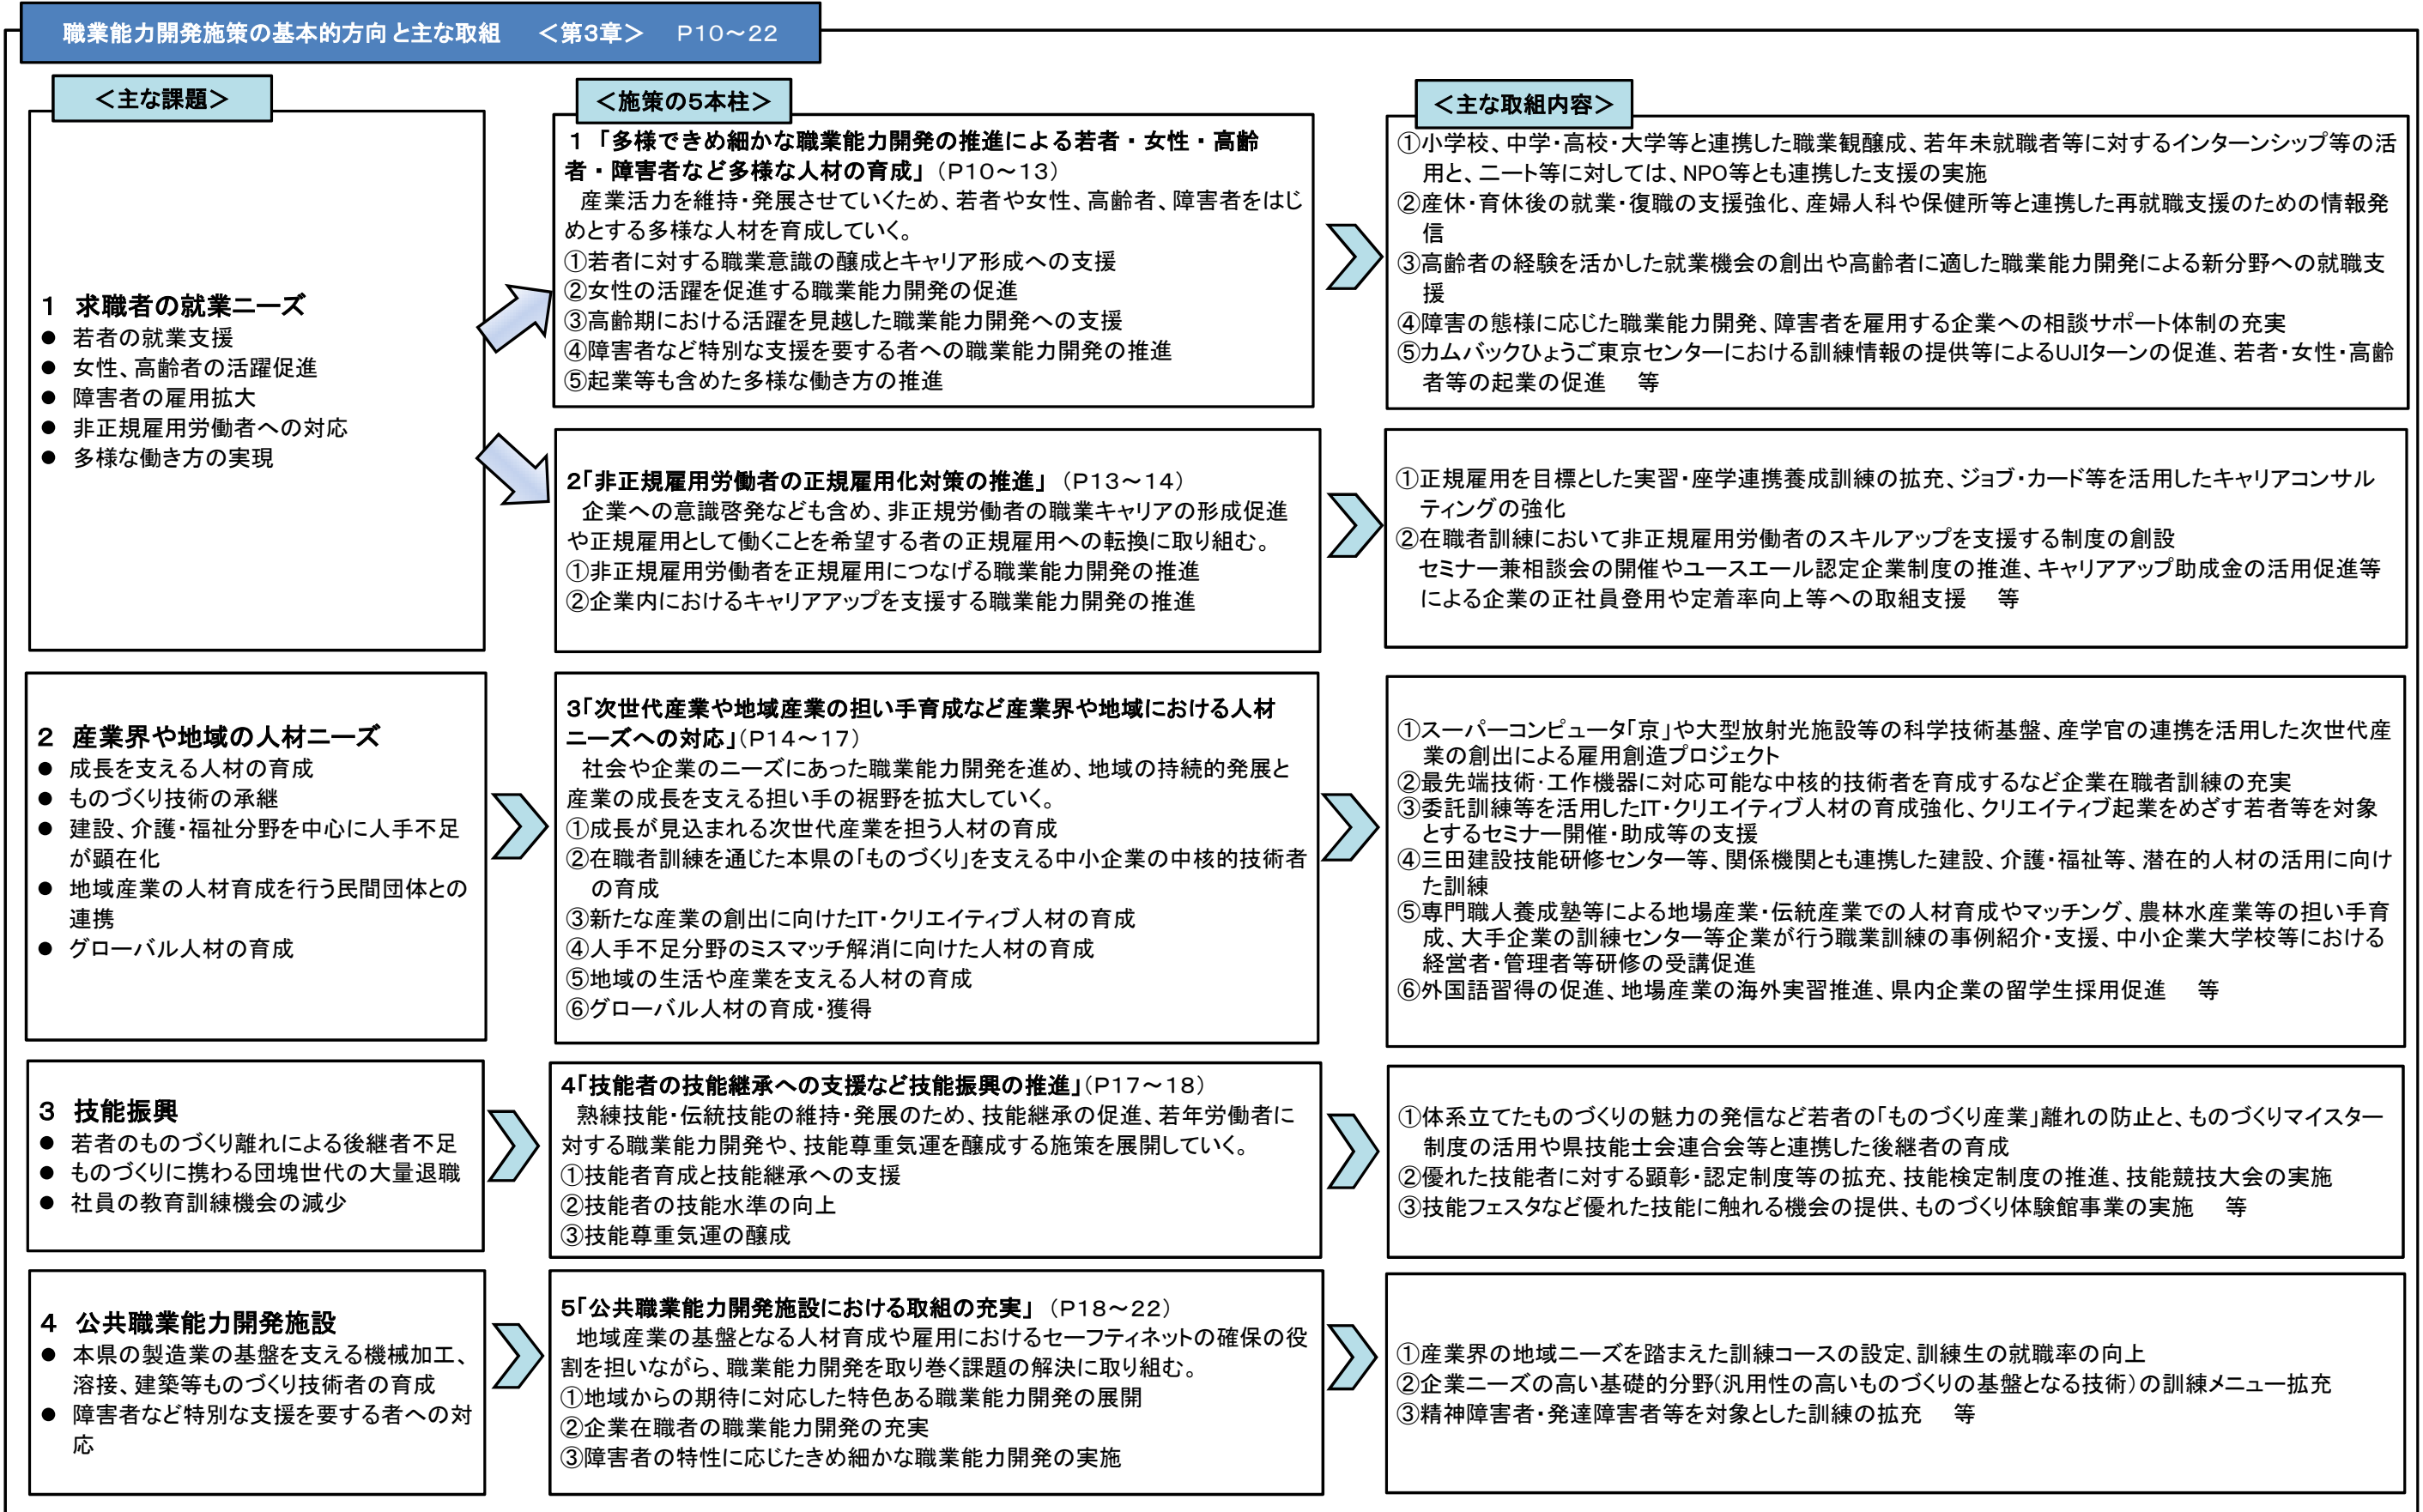 職業能力開発施策の基本的方向と主な取組　＜第3章＞　P10～22
＜主な課題＞
1　求職者の就業ニーズ
● 若者の就業支援
● 女性、高齢者の活躍促進
● 障害者の雇用拡大
● 非正規雇用労働者への対応
● 多様な働き方の実現
＜施策の5本柱＞
1 「多様できめ細かな職業能力開発の推進による若者・女性・高齢
者・障害者など多様な人材の育成」（P10～13）
産業活力を維持・発展させていくため、若者や女性、高齢者、障害者をはじ
めとする多様な人材を育成していく。
①若者に対する職業意識の醸成とキャリア形成への支援
②女性の活躍を促進する職業能力開発の促進
③高齢期における活躍を見越した職業能力開発への支援
④障害者など特別な支援を要する者への職業能力開発の推進
⑤起業等も含めた多様な働き方の推進
＜主な取組内容＞
①小学校、中学・高校・大学等と連携した職業観醸成、若年未就職者等に対するインターンシップ等の活
用と、ニート等に対しては、NPO等とも連携した支援の実施
②産休・育休後の就業・復職の支援強化、産婦人科や保健所等と連携した再就職支援のための情報発
信
③高齢者の経験を活かした就業機会の創出や高齢者に適した職業能力開発による新分野への就職支
援
④障害の態様に応じた職業能力開発、障害者を雇用する企業への相談サポート体制の充実
⑤カムバックひょうご東京センターにおける訓練情報の提供等によるUJIターンの促進、若者・女性・高齢
者等の起業の促進　等
2「非正規雇用労働者の正規雇用化対策の推進」（P13～14）
企業への意識啓発なども含め、非正規労働者の職業キャリアの形成促進
や正規雇用として働くことを希望する者の正規雇用への転換に取り組む。
①非正規雇用労働者を正規雇用につなげる職業能力開発の推進
②企業内におけるキャリアアップを支援する職業能力開発の推進
①正規雇用を目標とした実習・座学連携養成訓練の拡充、ジョブ・カード等を活用したキャリアコンサル
ティングの強化
②在職者訓練において非正規雇用労働者のスキルアップを支援する制度の創設
セミナー兼相談会の開催やユースエール認定企業制度の推進、キャリアアップ助成金の活用促進等
による企業の正社員登用や定着率向上等への取組支援　等
2　産業界や地域の人材ニーズ
● 成長を支える人材の育成
● ものづくり技術の承継
● 建設、介護・福祉分野を中心に人手不足
が顕在化
● 地域産業の人材育成を行う民間団体との
連携
● グローバル人材の育成
3「次世代産業や地域産業の担い手育成など産業界や地域における人材
ニーズへの対応」（P14～17）
社会や企業のニーズにあった職業能力開発を進め、地域の持続的発展と
産業の成長を支える担い手の裾野を拡大していく。
①成長が見込まれる次世代産業を担う人材の育成
②在職者訓練を通じた本県の「ものづくり」を支える中小企業の中核的技術者
の育成
③新たな産業の創出に向けたIT・クリエイティブ人材の育成
④人手不足分野のミスマッチ解消に向けた人材の育成
⑤地域の生活や産業を支える人材の育成
⑥グローバル人材の育成・獲得
①スーパーコンピュータ「京」や大型放射光施設等の科学技術基盤、産学官の連携を活用した次世代産
業の創出による雇用創造プロジェクト
②最先端技術・工作機器に対応可能な中核的技術者を育成するなど企業在職者訓練の充実
③委託訓練等を活用したIT・クリエイティブ人材の育成強化、クリエイティブ起業をめざす若者等を対象
とするセミナー開催・助成等の支援
④三田建設技能研修センター等、関係機関とも連携した建設、介護・福祉等、潜在的人材の活用に向け
た訓練
⑤専門職人養成塾等による地場産業・伝統産業での人材育成やマッチング、農林水産業等の担い手育
成、大手企業の訓練センター等企業が行う職業訓練の事例紹介・支援、中小企業大学校等における
経営者・管理者等研修の受講促進
⑥外国語習得の促進、地場産業の海外実習推進、県内企業の留学生採用促進　等
3　技能振興
● 若者のものづくり離れによる後継者不足
● ものづくりに携わる団塊世代の大量退職
● 社員の教育訓練機会の減少
4「技能者の技能継承への支援など技能振興の推進」（P17～18）
熟練技能・伝統技能の維持・発展のため、技能継承の促進、若年労働者に
対する職業能力開発や、技能尊重気運を醸成する施策を展開していく。
①技能者育成と技能継承への支援
②技能者の技能水準の向上
③技能尊重気運の醸成
①体系立てたものづくりの魅力の発信など若者の「ものづくり産業」離れの防止と、ものづくりマイスター
制度の活用や県技能士会連合会等と連携した後継者の育成
②優れた技能者に対する顕彰・認定制度等の拡充、技能検定制度の推進、技能競技大会の実施
③技能フェスタなど優れた技能に触れる機会の提供、ものづくり体験館事業の実施　等
4　公共職業能力開発施設
● 本県の製造業の基盤を支える機械加工、
溶接、建築等ものづくり技術者の育成
● 障害者など特別な支援を要する者への対
応
5「公共職業能力開発施設における取組の充実」（P18～22）
地域産業の基盤となる人材育成や雇用におけるセーフティネットの確保の役
割を担いながら、職業能力開発を取り巻く課題の解決に取り組む。
①地域からの期待に対応した特色ある職業能力開発の展開
②企業在職者の職業能力開発の充実
③障害者の特性に応じたきめ細かな職業能力開発の実施
①産業界の地域ニーズを踏まえた訓練コースの設定、訓練生の就職率の向上
②企業ニーズの高い基礎的分野（汎用性の高いものづくりの基盤となる技術）の訓練メニュー拡充
③精神障害者・発達障害者等を対象とした訓練の拡充　等